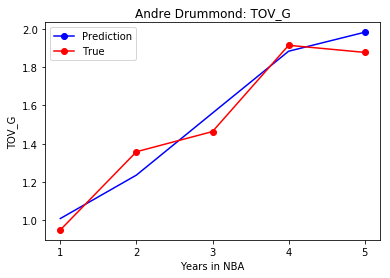 Andre Drummond: TOV_G
Prediction
True
2.0
1.8
1.6
1.4
1.2
1.0
TOV_G
1 2 3 4 5
Years in NBA